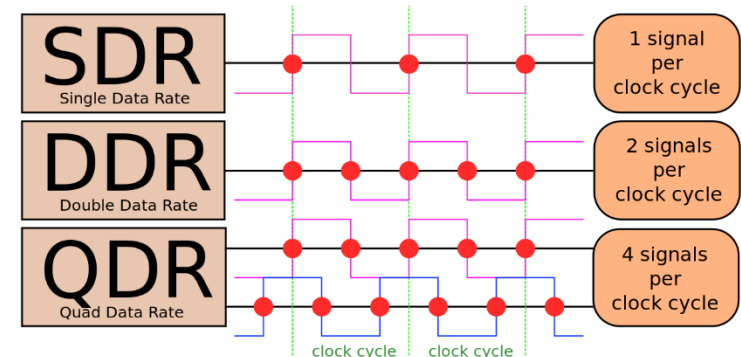 SDR
Single Data Rate
1 signal
per
clock cycle
DDR
Double Data Rate
2 signals
per
clock cycle
QDR
Quad Data Rate
4 signals
per
clock cycle
clock cycle
clock cycle